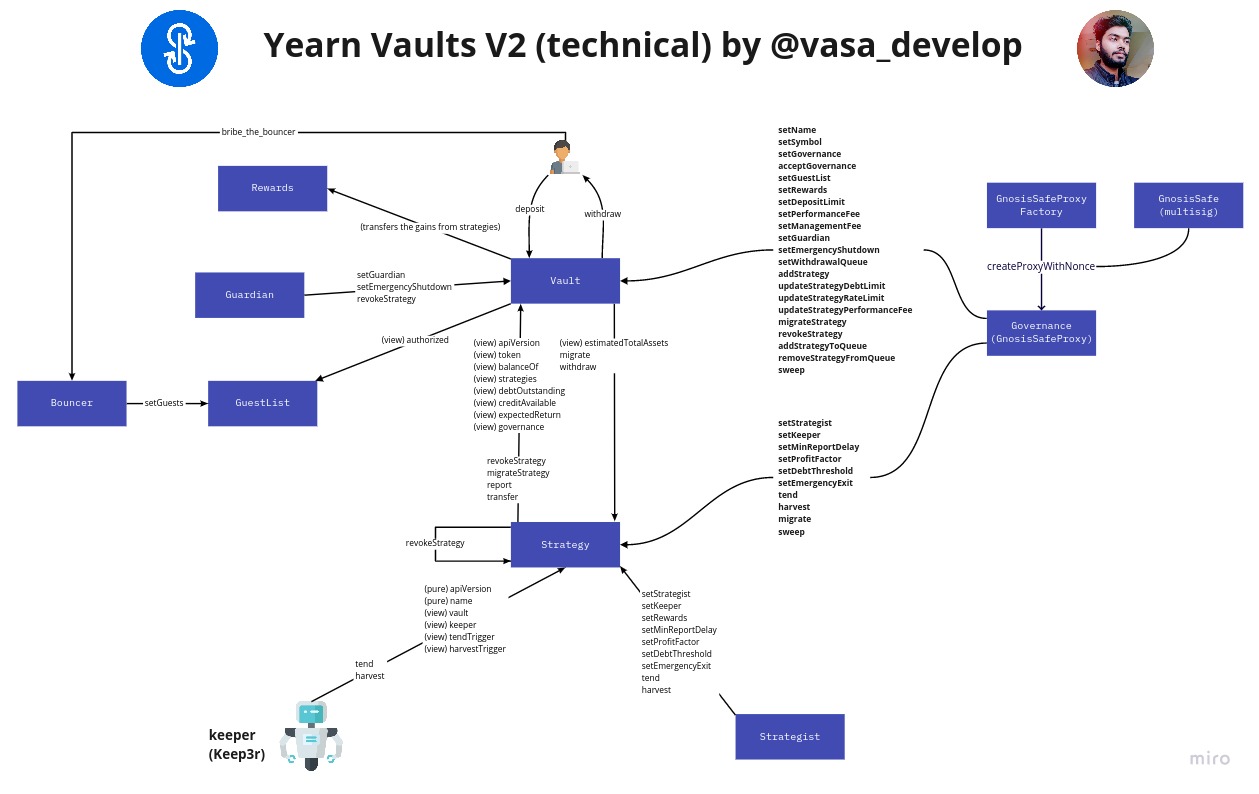 Yearn Vaults V2 (technical) by @vasa_develop
bribe_the_bouncer
Rewards
deposit
withdraw
(transfers the gains from strategies)
Vault
Guardian
setGuardian
setEmergencyShutdown
revokeStrategy
(view) authorized
Bouncer
setGuests
GuestList
(view) apiVersion
(view) token
(view) balanceOf
(view) strategies
(view) debtOutstanding
(view) creditAvailable
(view) expectedReturn
(view) governance
revokeStrategy
migrateStrategy
report
transfer
(view) estimatedTotalAssets
migrate
withdraw
setName
setSymbol
setGovernance
acceptGovernance
setGuestList
setRewards
setDepositLimit
setPerformanceFee
setManagementFee
setGuardian
setEmergencyShutdown
setWithdrawalQueue
addStrategy
updateStrategyDebtLimit
updateStrategyRateLimit
updateStrategyPerformanceFee
migrateStrategy
revokeStrategy
addStrategyToQueue
removeStrategyFromQueue
sweep
GnosisSafeProxy
Factory
GnosisSafe
(multisig)
createProxyWithNonce
Governance
(GnosisSafeProxy)
setStrategist
setKeeper
setMinReportDelay
setProfitFactor
setDebtThreshold
setEmergencyExit
tend
harvest
migrate
sweep
revokeStrategy
Strategy
(pure) apiVersion
(pure) name
(view) vault
(view) keeper
(view) tendTrigger
(view) harvestTrigger
tend
harvest
keeper
(Keep3r)
setStrategist
setKeeper
setRewards
setMinReportDelay
setProfitFactor
setDebtThreshold
setEmergencyExit
tend
harvest
Strategist
miro